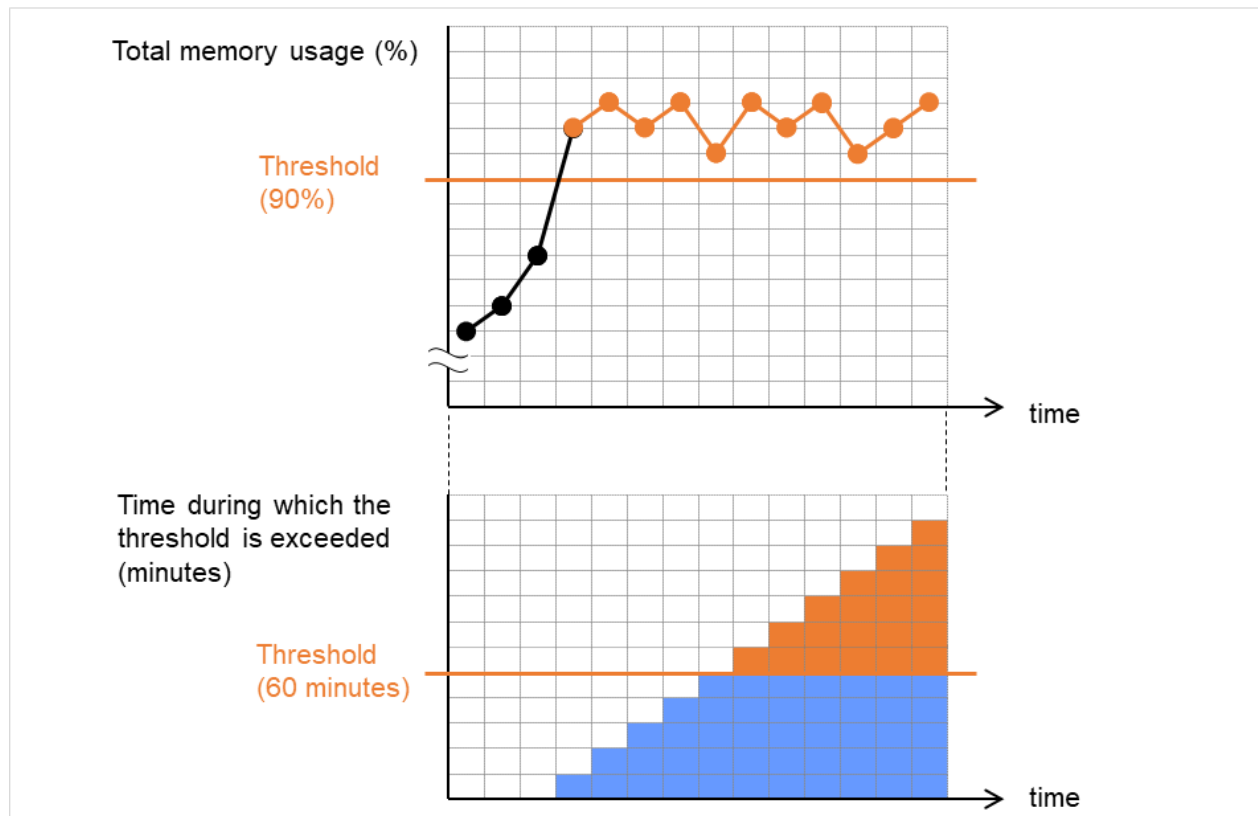 Total memory usage (%)
Threshold
(90%)
time
Time during which the
threshold is exceeded
(minutes)
Threshold
(60 minutes)
time